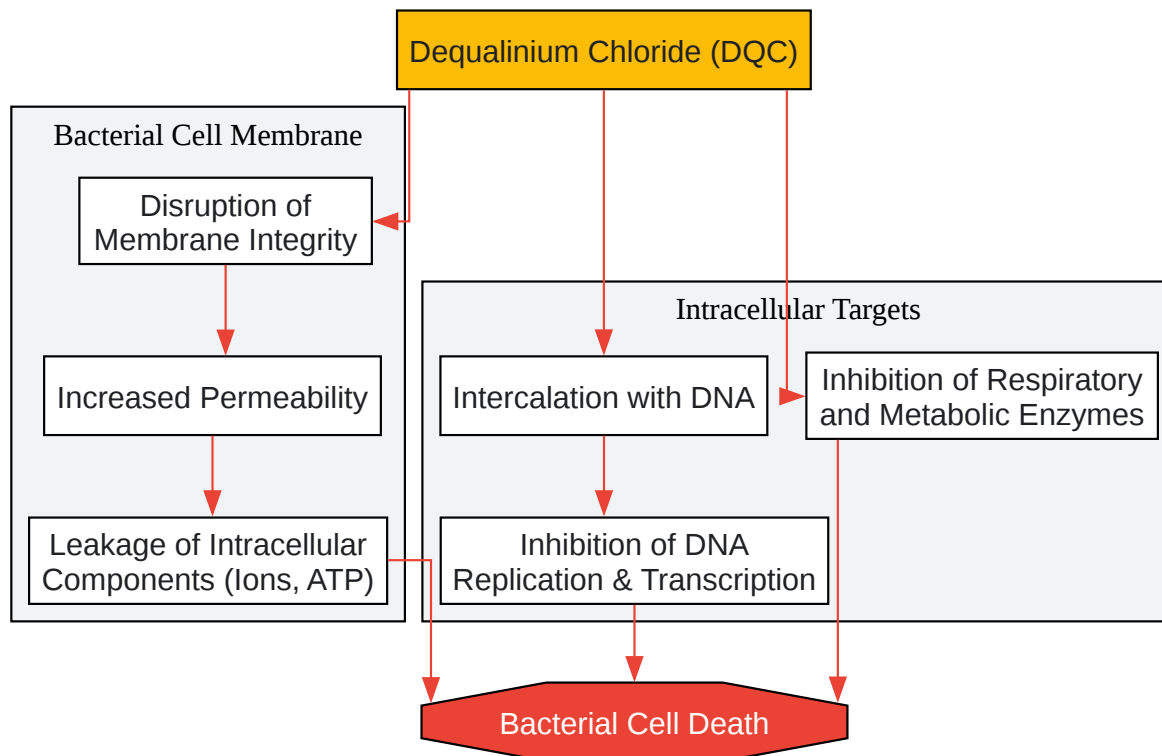 Dequalinium Chloride (DQC)
Bacterial Cell Membrane
Disruption of
Membrane Integrity
Increased Permeability
Leakage of Intracellular
Components (Ions, ATP)
Intracellular Targets
Intercalation with DNA
Inhibition of Respiratory
and Metabolic Enzymes
Inhibition of DNA
Replication & Transcription
Bacterial Cell Death